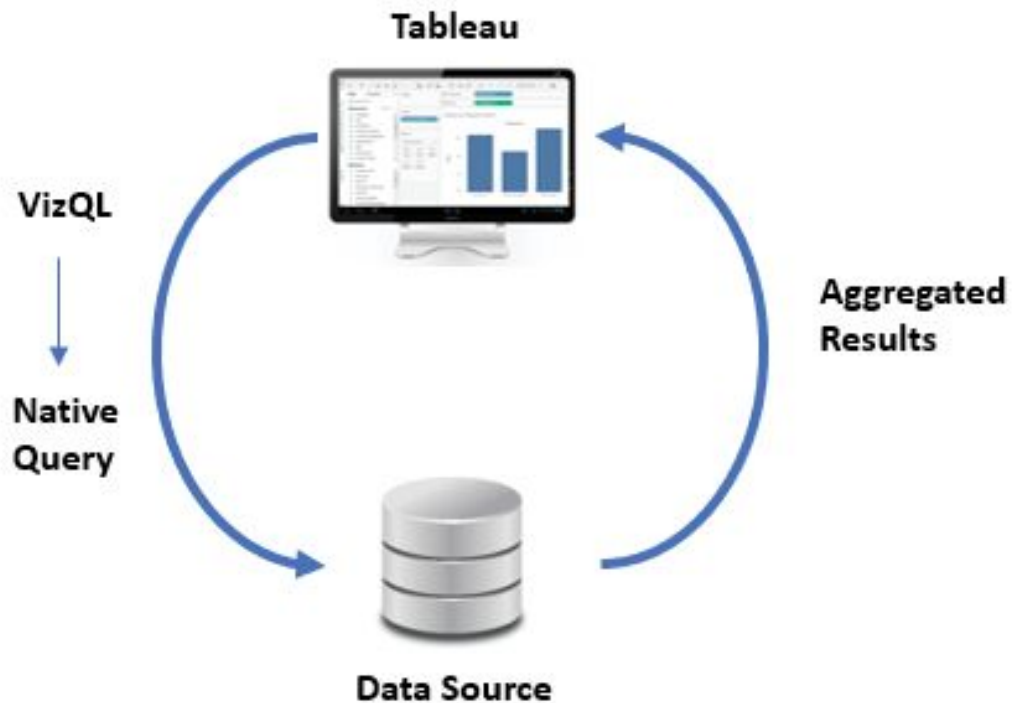 Tableau
VizQL
Native
Query
Aggregated
Results
Data Source